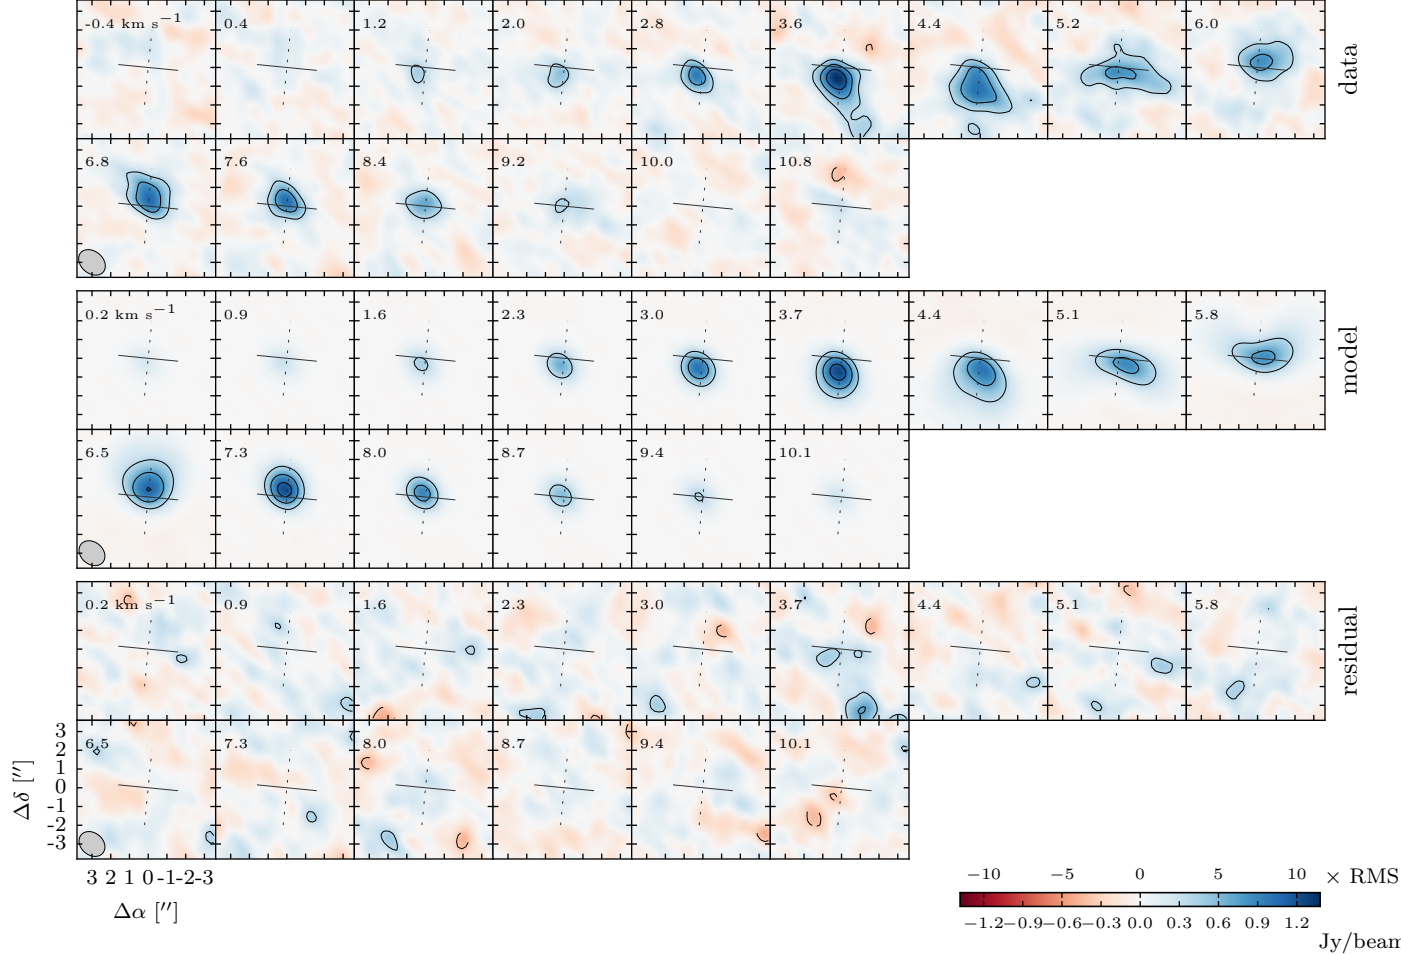 -0.4 km s−1 0.4 1.2 2.0 2.8 3.6 4.4 5.2 6.0
data
6.8 7.6 8.4 9.2 10.0 10.8
0.2 km s−1 0.9 1.6 2.3 3.0 3.7 4.4 5.1 5.8
model
6.5 7.3 8.0 8.7 9.4 10.1
0.2 km s−1 0.9 1.6 2.3 3.0 3.7 4.4 5.1 5.8
residual
6.5 7.3 8.0 8.7 9.4 10.1
3
2
1
0
-1
-2
-3
Δδ [″]
3 2 1 0 -1 -2 -3
Δα [″]
−10 −5 0 5 10 × RMS
−1.2 −0.9 −0.6 −0.3 0.0 0.3 0.6 0.9 1.2
Jy/beam